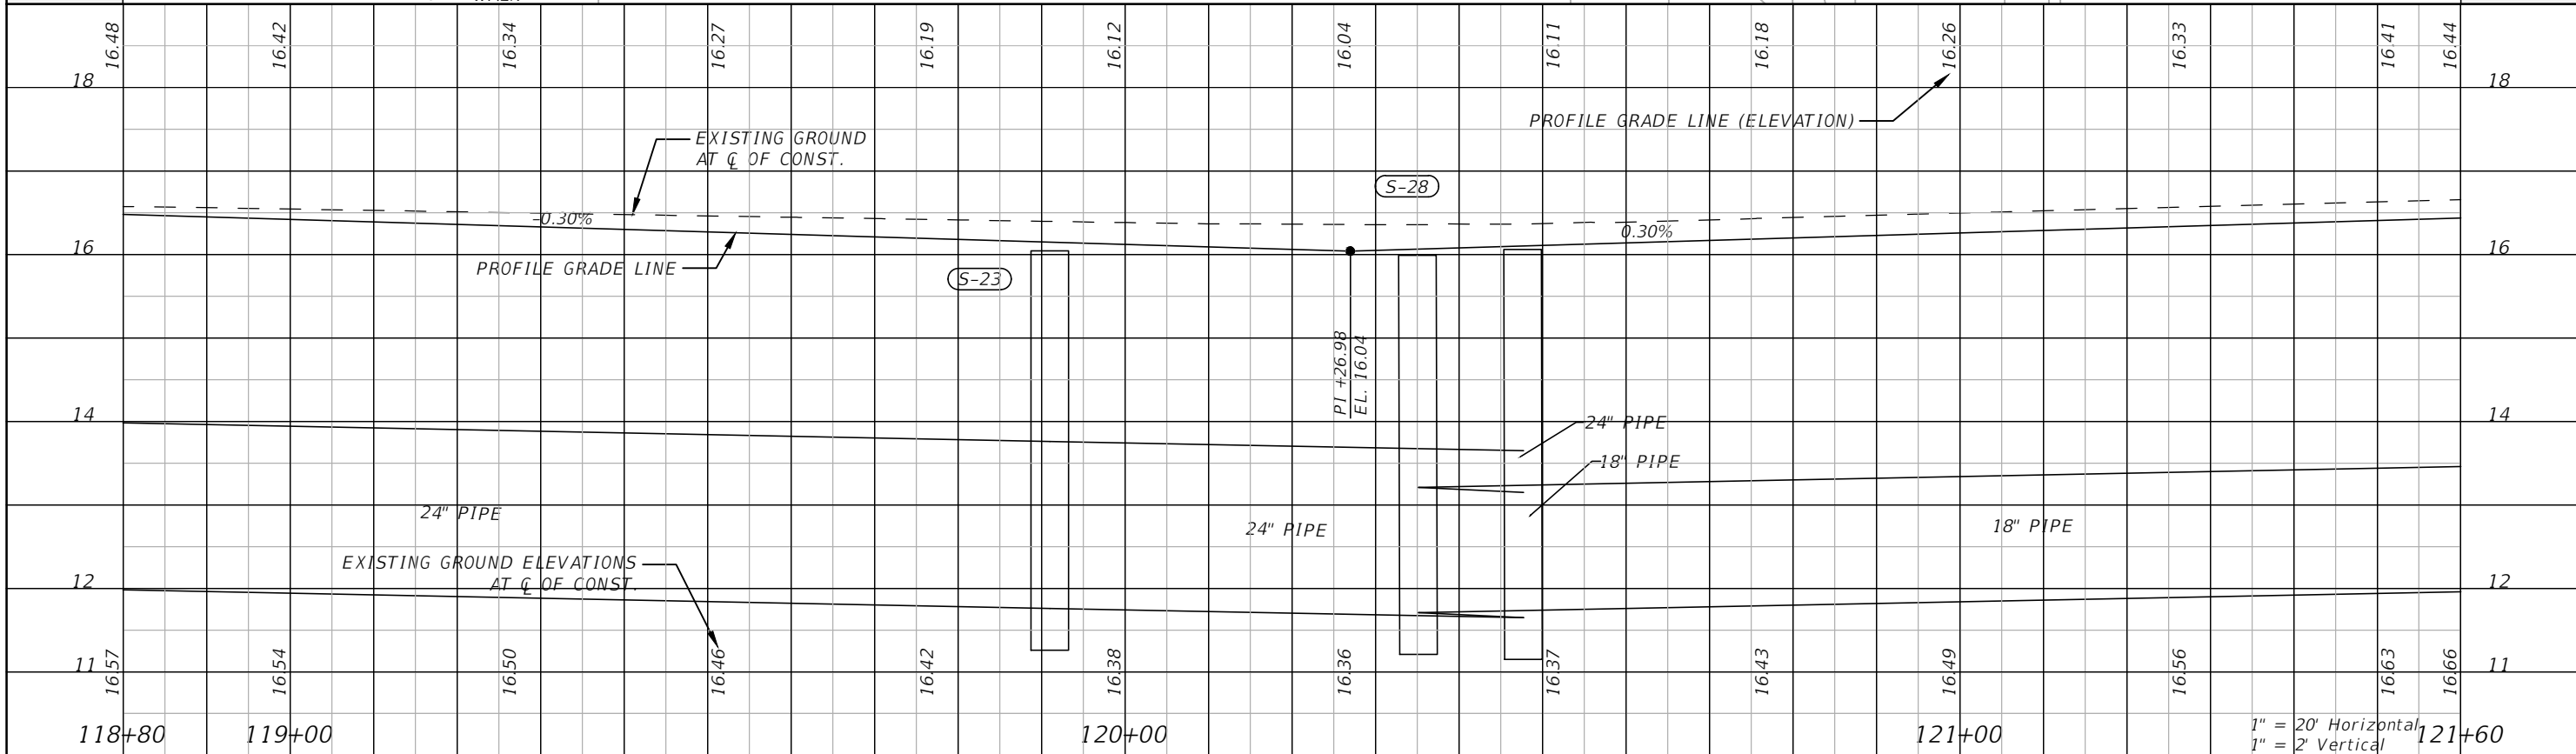 16.48 16.42 16.34 16.27 16.19 16.12 16.04 16.11 16.18 16.26 16.33 16.41 16.44
18 18
PROFILE GRADE LINE (ELEVATION)
EXISTING GROUND
AT ℄ OF CONST.
S-28
-0.30%
0.30%
16 16
PROFILE GRADE LINE
S-23
PI +26.98
EL. 16.04
14 14
24" PIPE
18" PIPE
24" PIPE
24" PIPE
18" PIPE
EXISTING GROUND ELEVATIONS
AT ℄ OF CONST.
12 12
11 11
16.57 16.54 16.50 16.46 16.42 16.38 16.36 16.37 16.43 16.49 16.56 16.63 16.66
118+80 119+00 120+00 121+00 121+60
1" = 20' Horizontal
1" = 2' Vertical